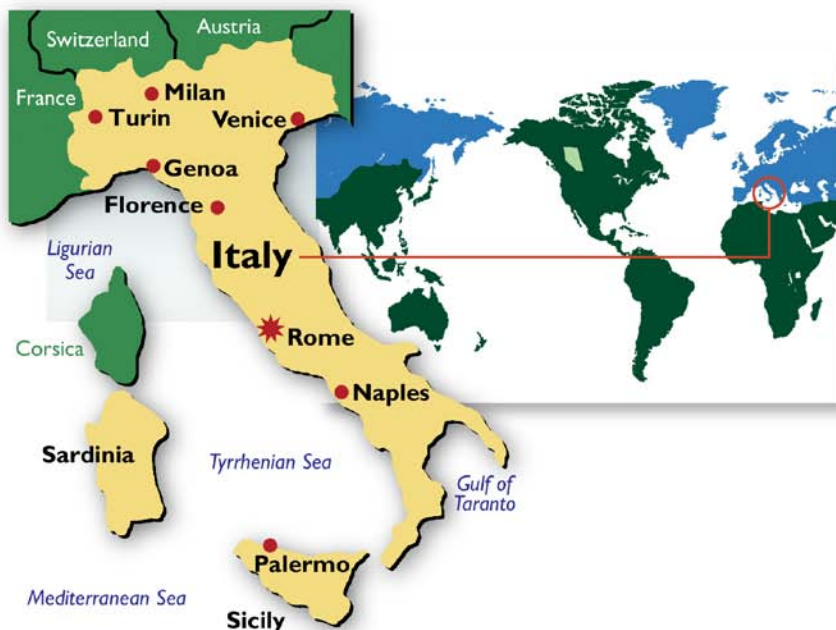 Switzerland
Austria
France
Milan
Turin
Venice
Genoa
Florence
Ligurian
Sea
Italy
Corsica
Rome
Naples
Sardinia
Tyrrhenian Sea
Gulf of
Taranto
Palermo
Mediterranean Sea
Sicily